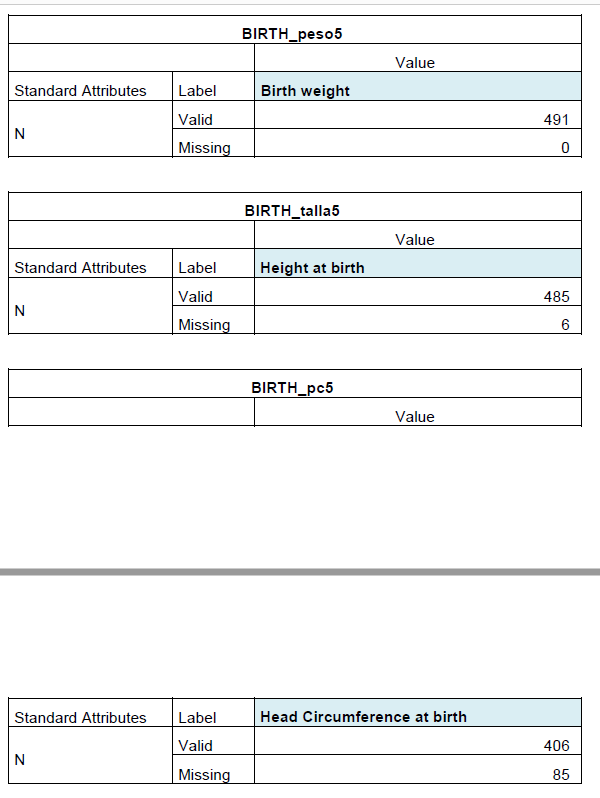 BIRTH_peso5
Value
Standard Attributes Label Birth weight
N Valid 491
Missing 0
BIRTH_talla5
Value
Standard Attributes Label Height at birth
N Valid 485
Missing 6
BIRTH_pc5
Value
Standard Attributes Label Head Circumference at birth
N Valid 406
Missing 85